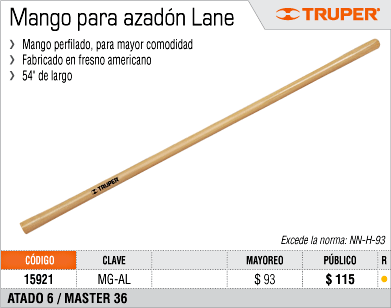 Mango para azadón Lane
TRUPER®
Mango perfilado, para mayor comodidad
Fabricado en fresno americano
54" de largo
TRUPER
Excede la norma: NN-H-93
CÓDIGO CLAVE MAYOREO PÚBLICO R
15921 MG-AL $ 93 $ 115
ATADO 6 / MASTER 36